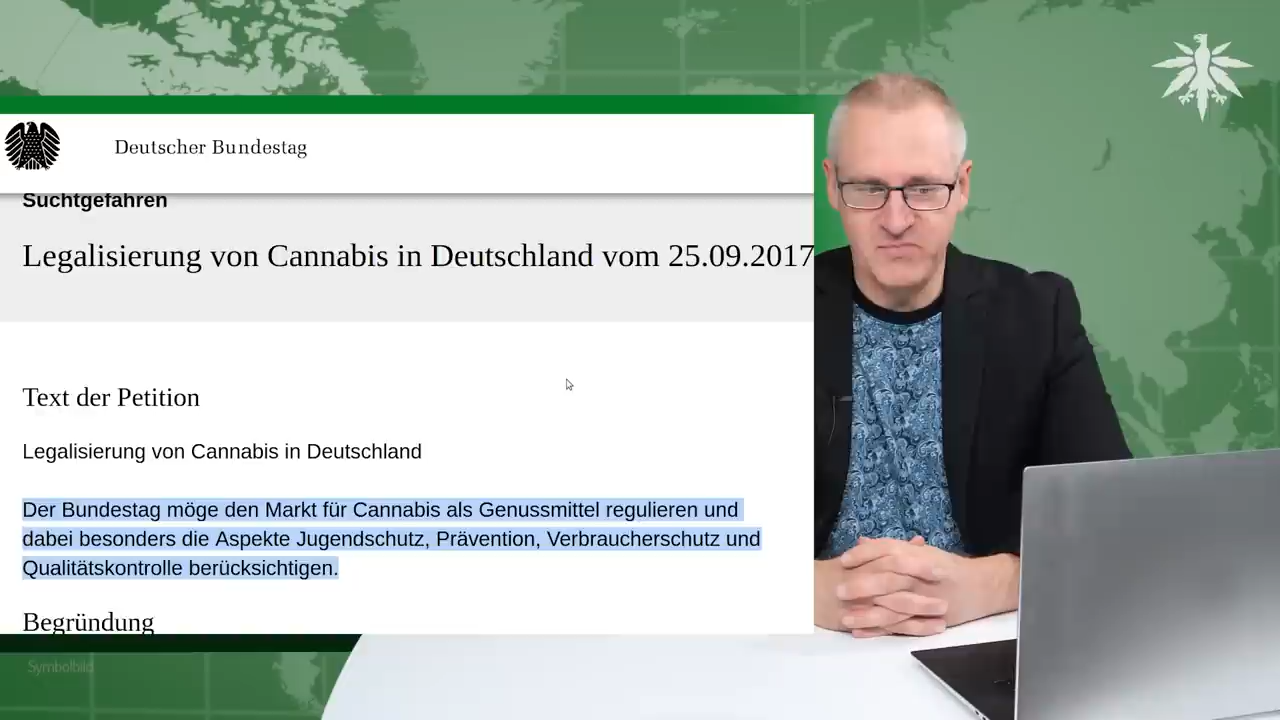 Deutscher Bundestag
Suchtgefahren
Legalisierung von Cannabis in Deutschland vom 25.09.2017
Text der Petition
Legalisierung von Cannabis in Deutschland
Der Bundestag möge den Markt für Cannabis als Genussmittel regulieren und
dabei besonders die Aspekte Jugendschutz, Prävention, Verbraucherschutz und
Qualitätskontrolle berücksichtigen.
Begründung
Symbolbild